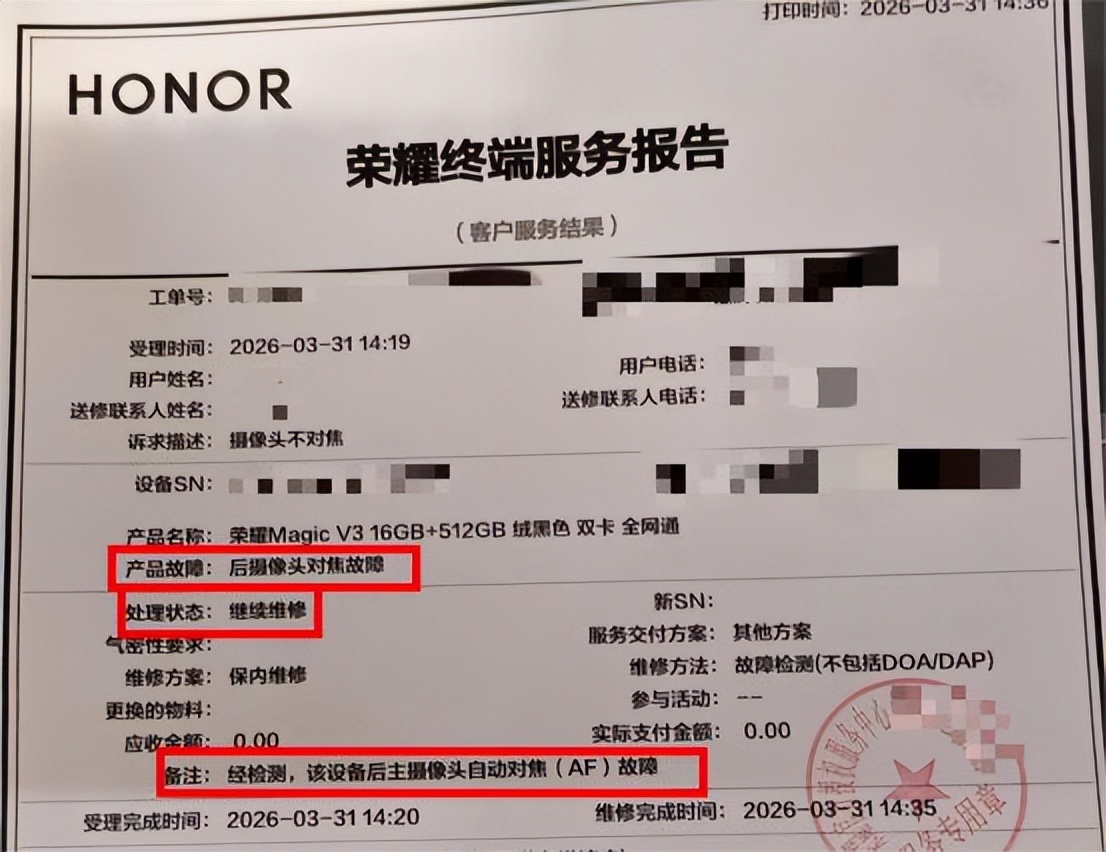 打印时间：2026-03-31 14:36
HONOR
荣耀终端服务报告
（客户服务结果）
工单号：
受理时间：2026-03-31 14:19
用户姓名：
用户电话：
送修联系人姓名：
送修联系人电话：
诉求描述：摄像头不对焦
设备SN：
产品名称：荣耀Magic V3 16GB+512GB 绒黑色 双卡 全网通
产品故障：后摄像头对焦故障
处理状态：继续维修
新SN：
气密性要求：
服务交付方案：其他方案
维修方案：保内维修
维修方法：故障检测(不包括DOA/DAP)
更换的物料：
参与活动：--
应收金额：0.00
实际支付金额：0.00
备注：经检测，该设备后主摄像头自动对焦（AF）故障
受理完成时间：2026-03-31 14:20
维修完成时间：2026-03-31 14:35
授权服务中心
服务专用章